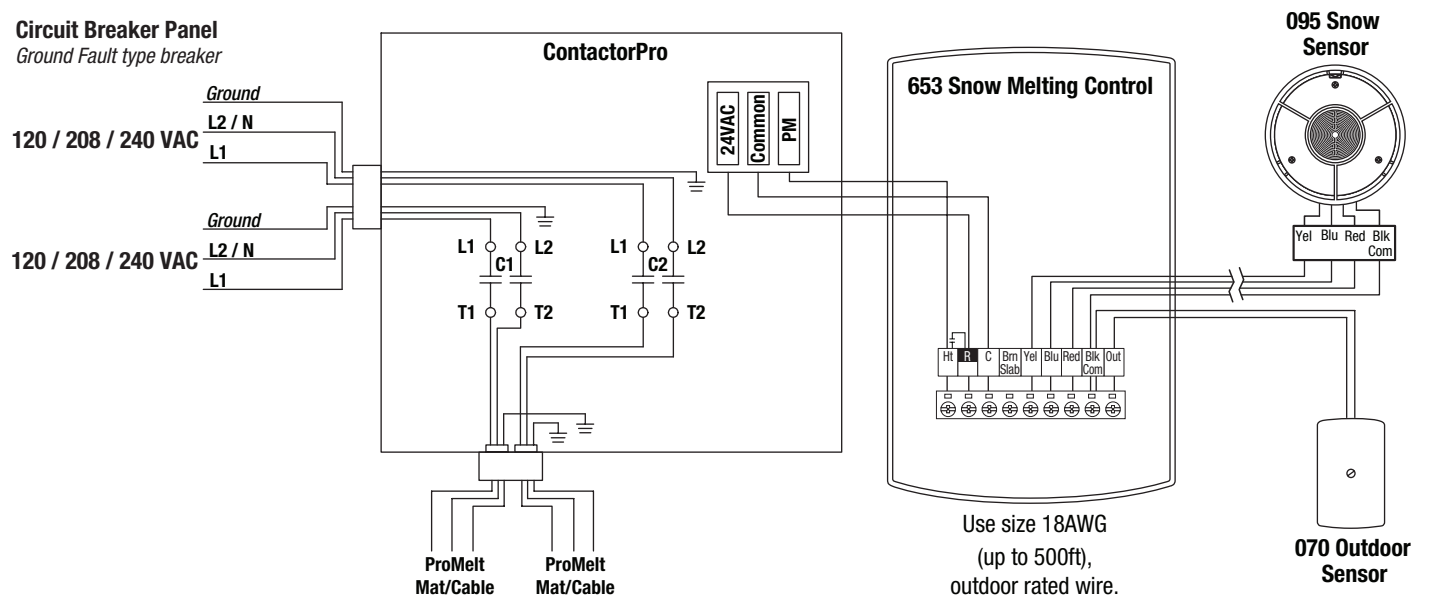 Circuit Breaker Panel
Ground Fault type breaker
Ground
L2 / N
120 / 208 / 240 VAC
L1
Ground
L2 / N
120 / 208 / 240 VAC
L1
ContactorPro
24VAC
Common
PM
L1
L2
C1
T1
T2
L1
L2
C2
T1
T2
ProMelt
Mat/Cable
ProMelt
Mat/Cable
653 Snow Melting Control
Ht R C Brn Yel Blu Red Blk Out
Slab Com
Use size 18AWG
(up to 500ft),
outdoor rated wire.
095 Snow
Sensor
Yel Blu Red Blk
Com
070 Outdoor
Sensor